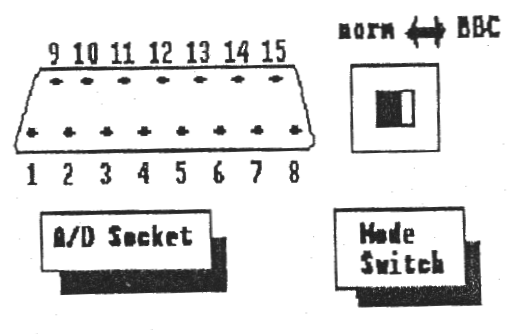 norm ↔ BBC
9 10 11 12 13 14 15
1 2 3 4 5 6 7 8
A/D Socket
Mode
Switch